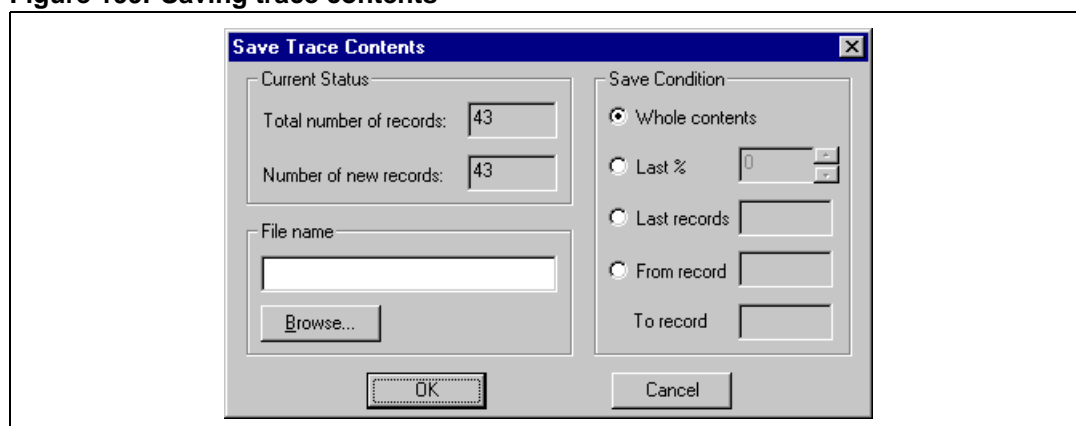 Save Trace Contents
Current Status
Total number of records: 43
Number of new records: 43
File name
Browse...
Save Condition
Whole contents
Last % 0
Last records
From record
To record
OK
Cancel